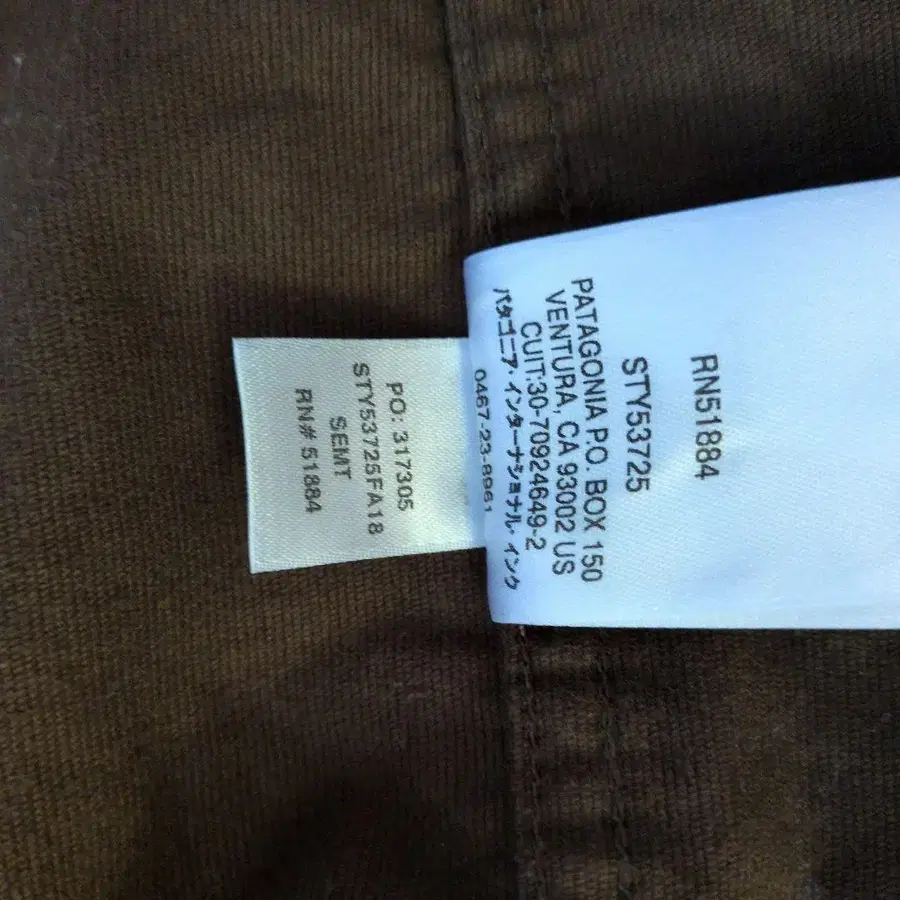 RN51884
STY53725
PATAGONIA P.O. BOX 150
VENTURA, CA 93002 US
CUIT:30-70924649-2
パタゴニア・インターナショナル・インク
0467-23-8961
PO: 317305
STY53725FA18
SEMT
RN# 51884